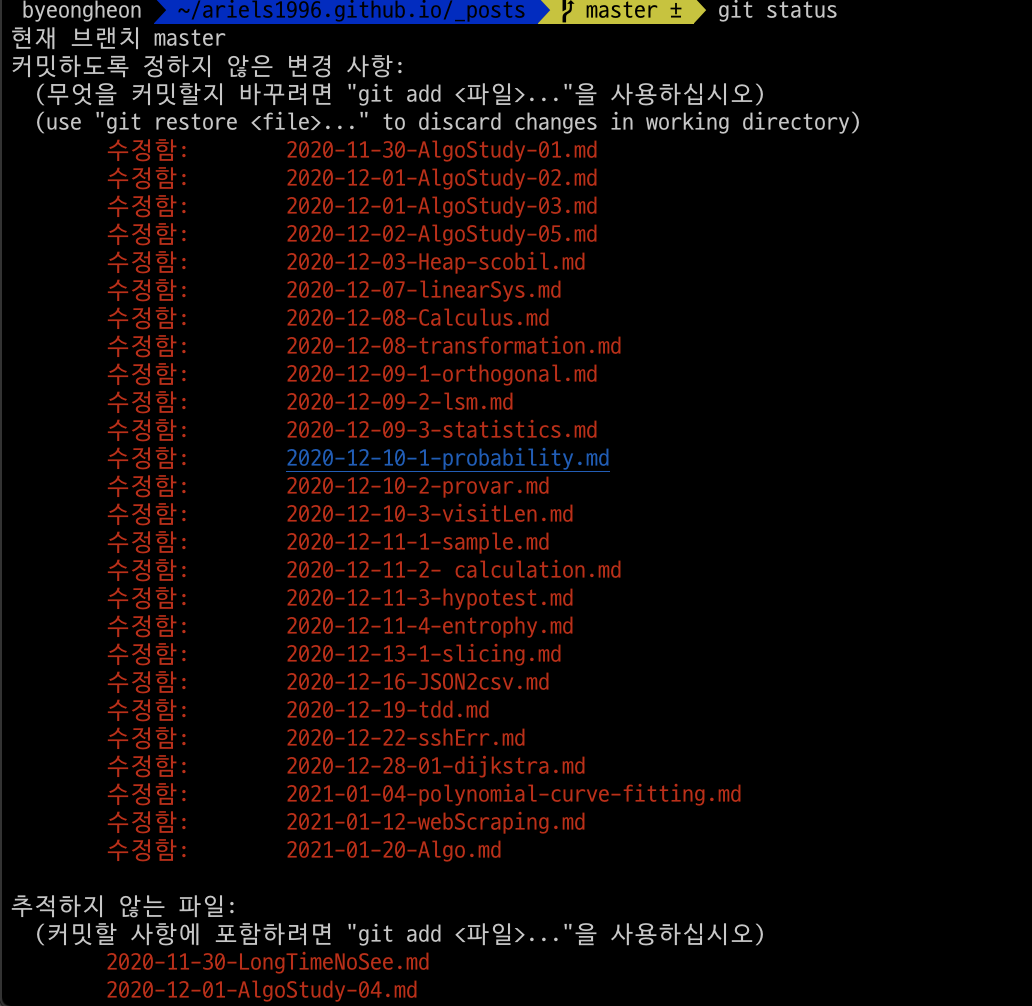 byeongheon ~/ariels1996.github.io/_posts master ± git status
현재 브랜치 master
커밋하도록 정하지 않은 변경 사항:
(무엇을 커밋할지 바꾸려면 "git add <파일>..."을 사용하십시오)
(use "git restore <file>..." to discard changes in working directory)
수정함: 2020-11-30-AlgoStudy-01.md
수정함: 2020-12-01-AlgoStudy-02.md
수정함: 2020-12-01-AlgoStudy-03.md
수정함: 2020-12-02-AlgoStudy-05.md
수정함: 2020-12-03-Heap-scobil.md
수정함: 2020-12-07-linearSys.md
수정함: 2020-12-08-Calculus.md
수정함: 2020-12-08-transformation.md
수정함: 2020-12-09-1-orthogonal.md
수정함: 2020-12-09-2-lsm.md
수정함: 2020-12-09-3-statistics.md
수정함: 2020-12-10-1-probability.md
수정함: 2020-12-10-2-provar.md
수정함: 2020-12-10-3-visitLen.md
수정함: 2020-12-11-1-sample.md
수정함: 2020-12-11-2- calculation.md
수정함: 2020-12-11-3-hypotest.md
수정함: 2020-12-11-4-entrophy.md
수정함: 2020-12-13-1-slicing.md
수정함: 2020-12-16-JSON2csv.md
수정함: 2020-12-19-tdd.md
수정함: 2020-12-22-sshErr.md
수정함: 2020-12-28-01-dijkstra.md
수정함: 2021-01-04-polynomial-curve-fitting.md
수정함: 2021-01-12-webScraping.md
수정함: 2021-01-20-Algo.md
추적하지 않는 파일:
(커밋할 사항에 포함하려면 "git add <파일>..."을 사용하십시오)
2020-11-30-LongTimeNoSee.md
2020-12-01-AlgoStudy-04.md